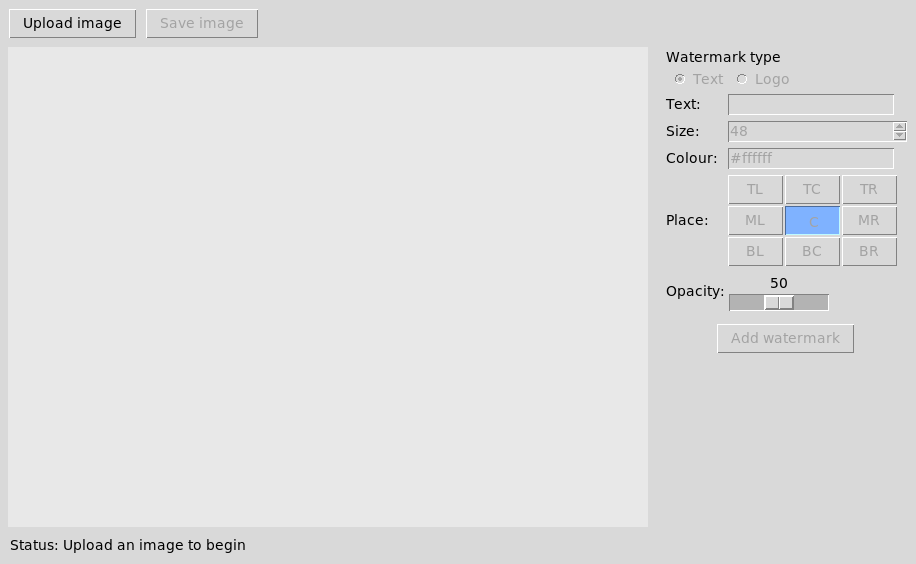 Upload image Save image
Watermark type
Text Logo
Text:
Size: 48
Colour: #ffffff
TL TC TR
Place: ML C MR
BL BC BR
50
Opacity:
Add watermark
Status: Upload an image to begin